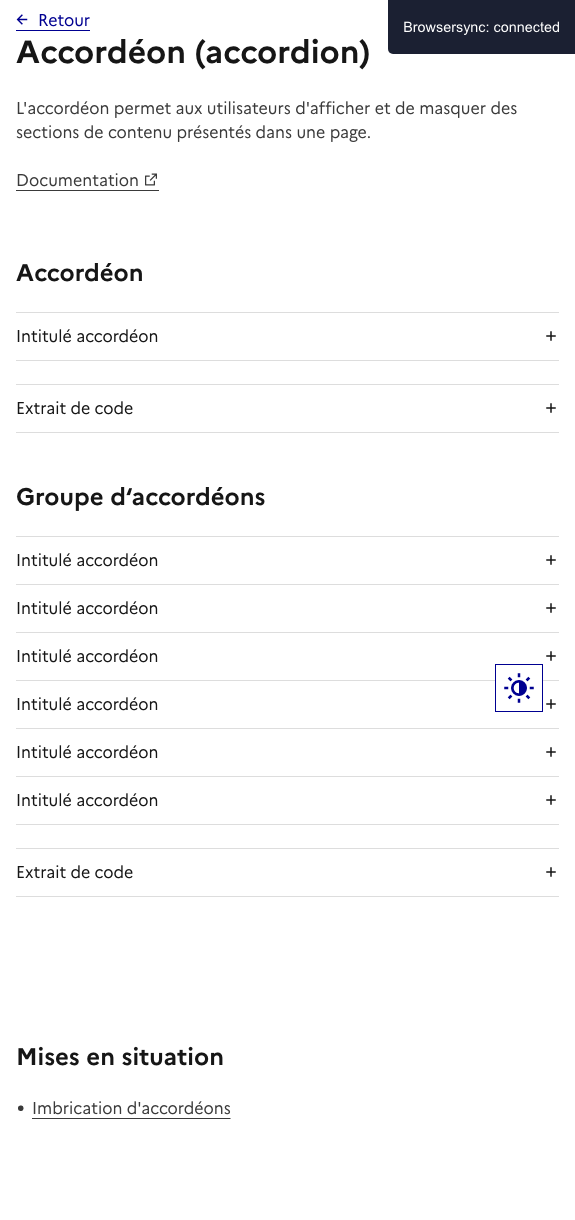 Retour
Browsersync: connected
Accordéon (accordion)
L'accordéon permet aux utilisateurs d'afficher et de masquer des
sections de contenu présentés dans une page.
Documentation
Accordéon
Intitulé accordéon
Extrait de code
Groupe d‘accordéons
Intitulé accordéon
Intitulé accordéon
Intitulé accordéon
Intitulé accordéon
Intitulé accordéon
Intitulé accordéon
Extrait de code
Mises en situation
Imbrication d'accordéons